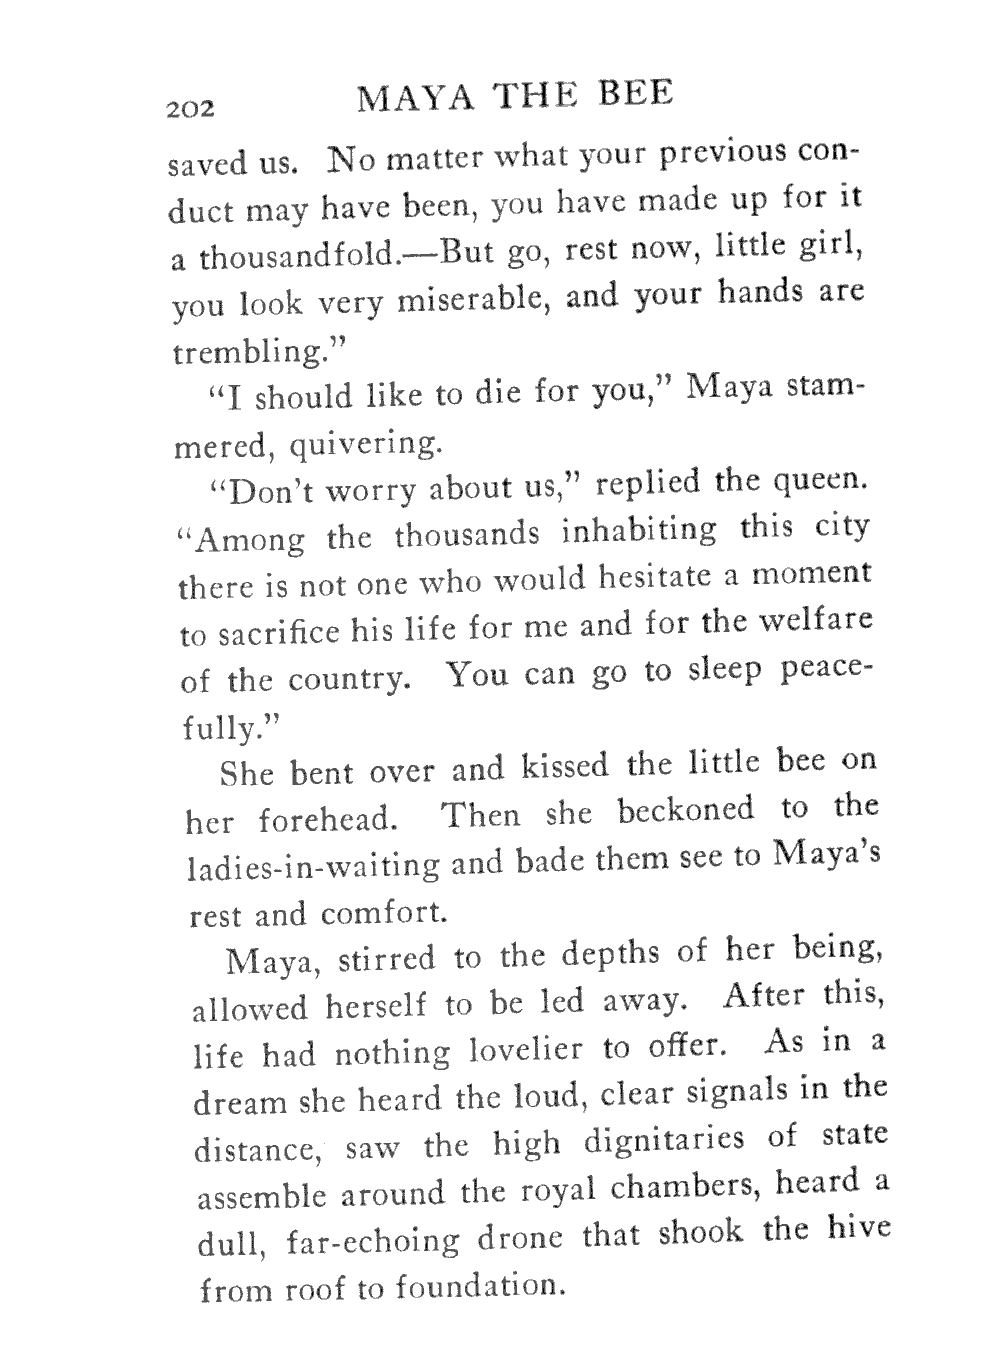 202 MAYA THE BEE
saved us. No matter what your previous con-
duct may have been, you have made up for it
a thousandfold.—But go, rest now, little girl,
you look very miserable, and your hands are
trembling.”
“I should like to die for you,” Maya stam-
mered, quivering.
“Don’t worry about us,” replied the queen.
“Among the thousands inhabiting this city
there is not one who would hesitate a moment
to sacrifice his life for me and for the welfare
of the country. You can go to sleep peace-
fully.”
She bent over and kissed the little bee on
her forehead. Then she beckoned to the
ladies-in-waiting and bade them see to Maya’s
rest and comfort.
Maya, stirred to the depths of her being,
allowed herself to be led away. After this,
life had nothing lovelier to offer. As in a
dream she heard the loud, clear signals in the
distance, saw the high dignitaries of state
assemble around the royal chambers, heard a
dull, far-echoing drone that shook the hive
from roof to foundation.